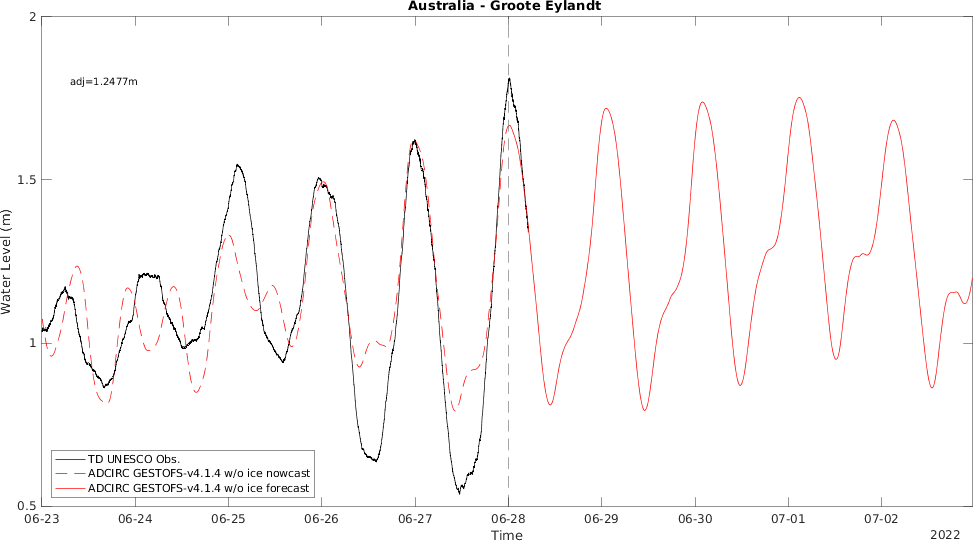 Australia - Groote Eylandt
2
adj=1.2477m
1.5
Water Level (m)
1
TD UNESCO Obs.
ADCIRC GESTOFS-v4.1.4 w/o ice nowcast
ADCIRC GESTOFS-v4.1.4 w/o ice forecast
0.5
06-23 06-24 06-25 06-26 06-27 06-28 06-29 06-30 07-01 07-02
Time
2022